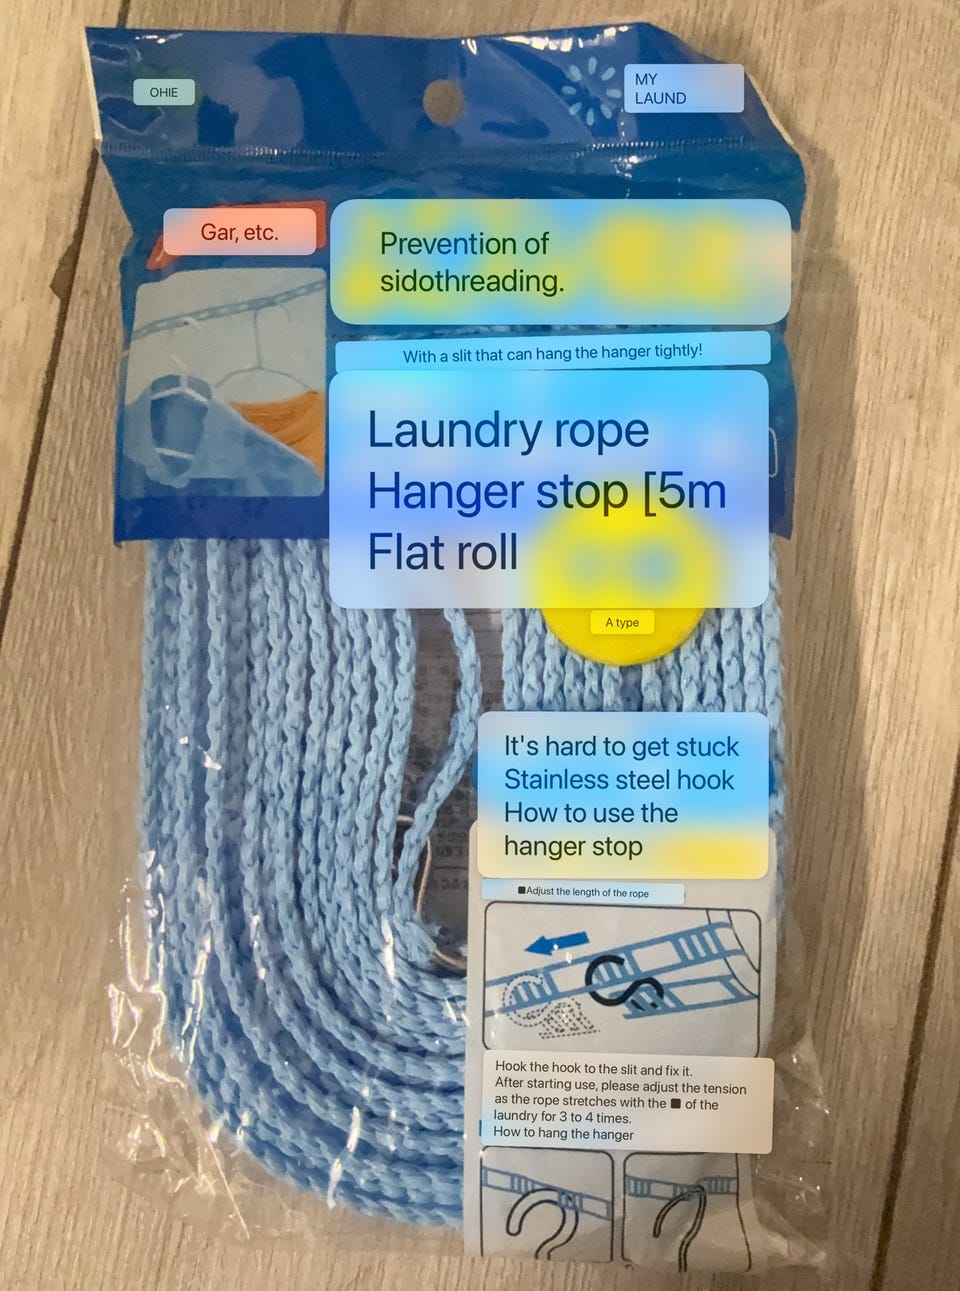 OHIE
MY
LAUND
Gar, etc.
Prevention of
sidothreading.
With a slit that can hang the hanger tightly!
Laundry rope
Hanger stop [5m
Flat roll
A type
It's hard to get stuck
Stainless steel hook
How to use the
hanger stop
■Adjust the length of the rope
Hook the hook to the slit and fix it.
After starting use, please adjust the tension
as the rope stretches with the ■ of the
laundry for 3 to 4 times.
How to hang the hanger